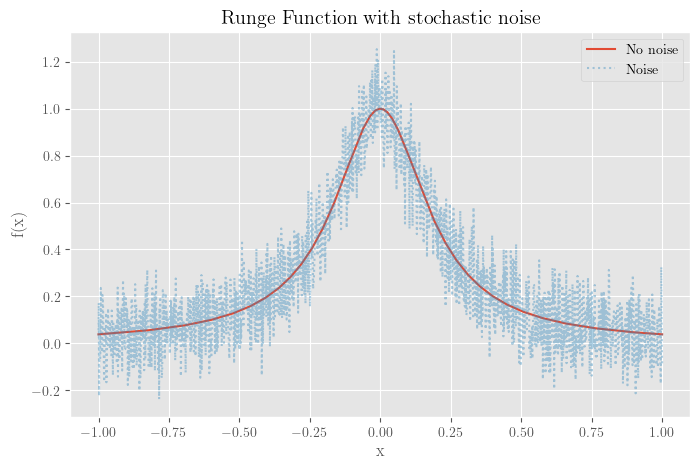 Runge Function with stochastic noise
No noise
Noise
f(x)
1.2
1.0
0.8
0.6
0.4
0.2
0.0
−0.2
−1.00 −0.75 −0.50 −0.25 0.00 0.25 0.50 0.75 1.00
x